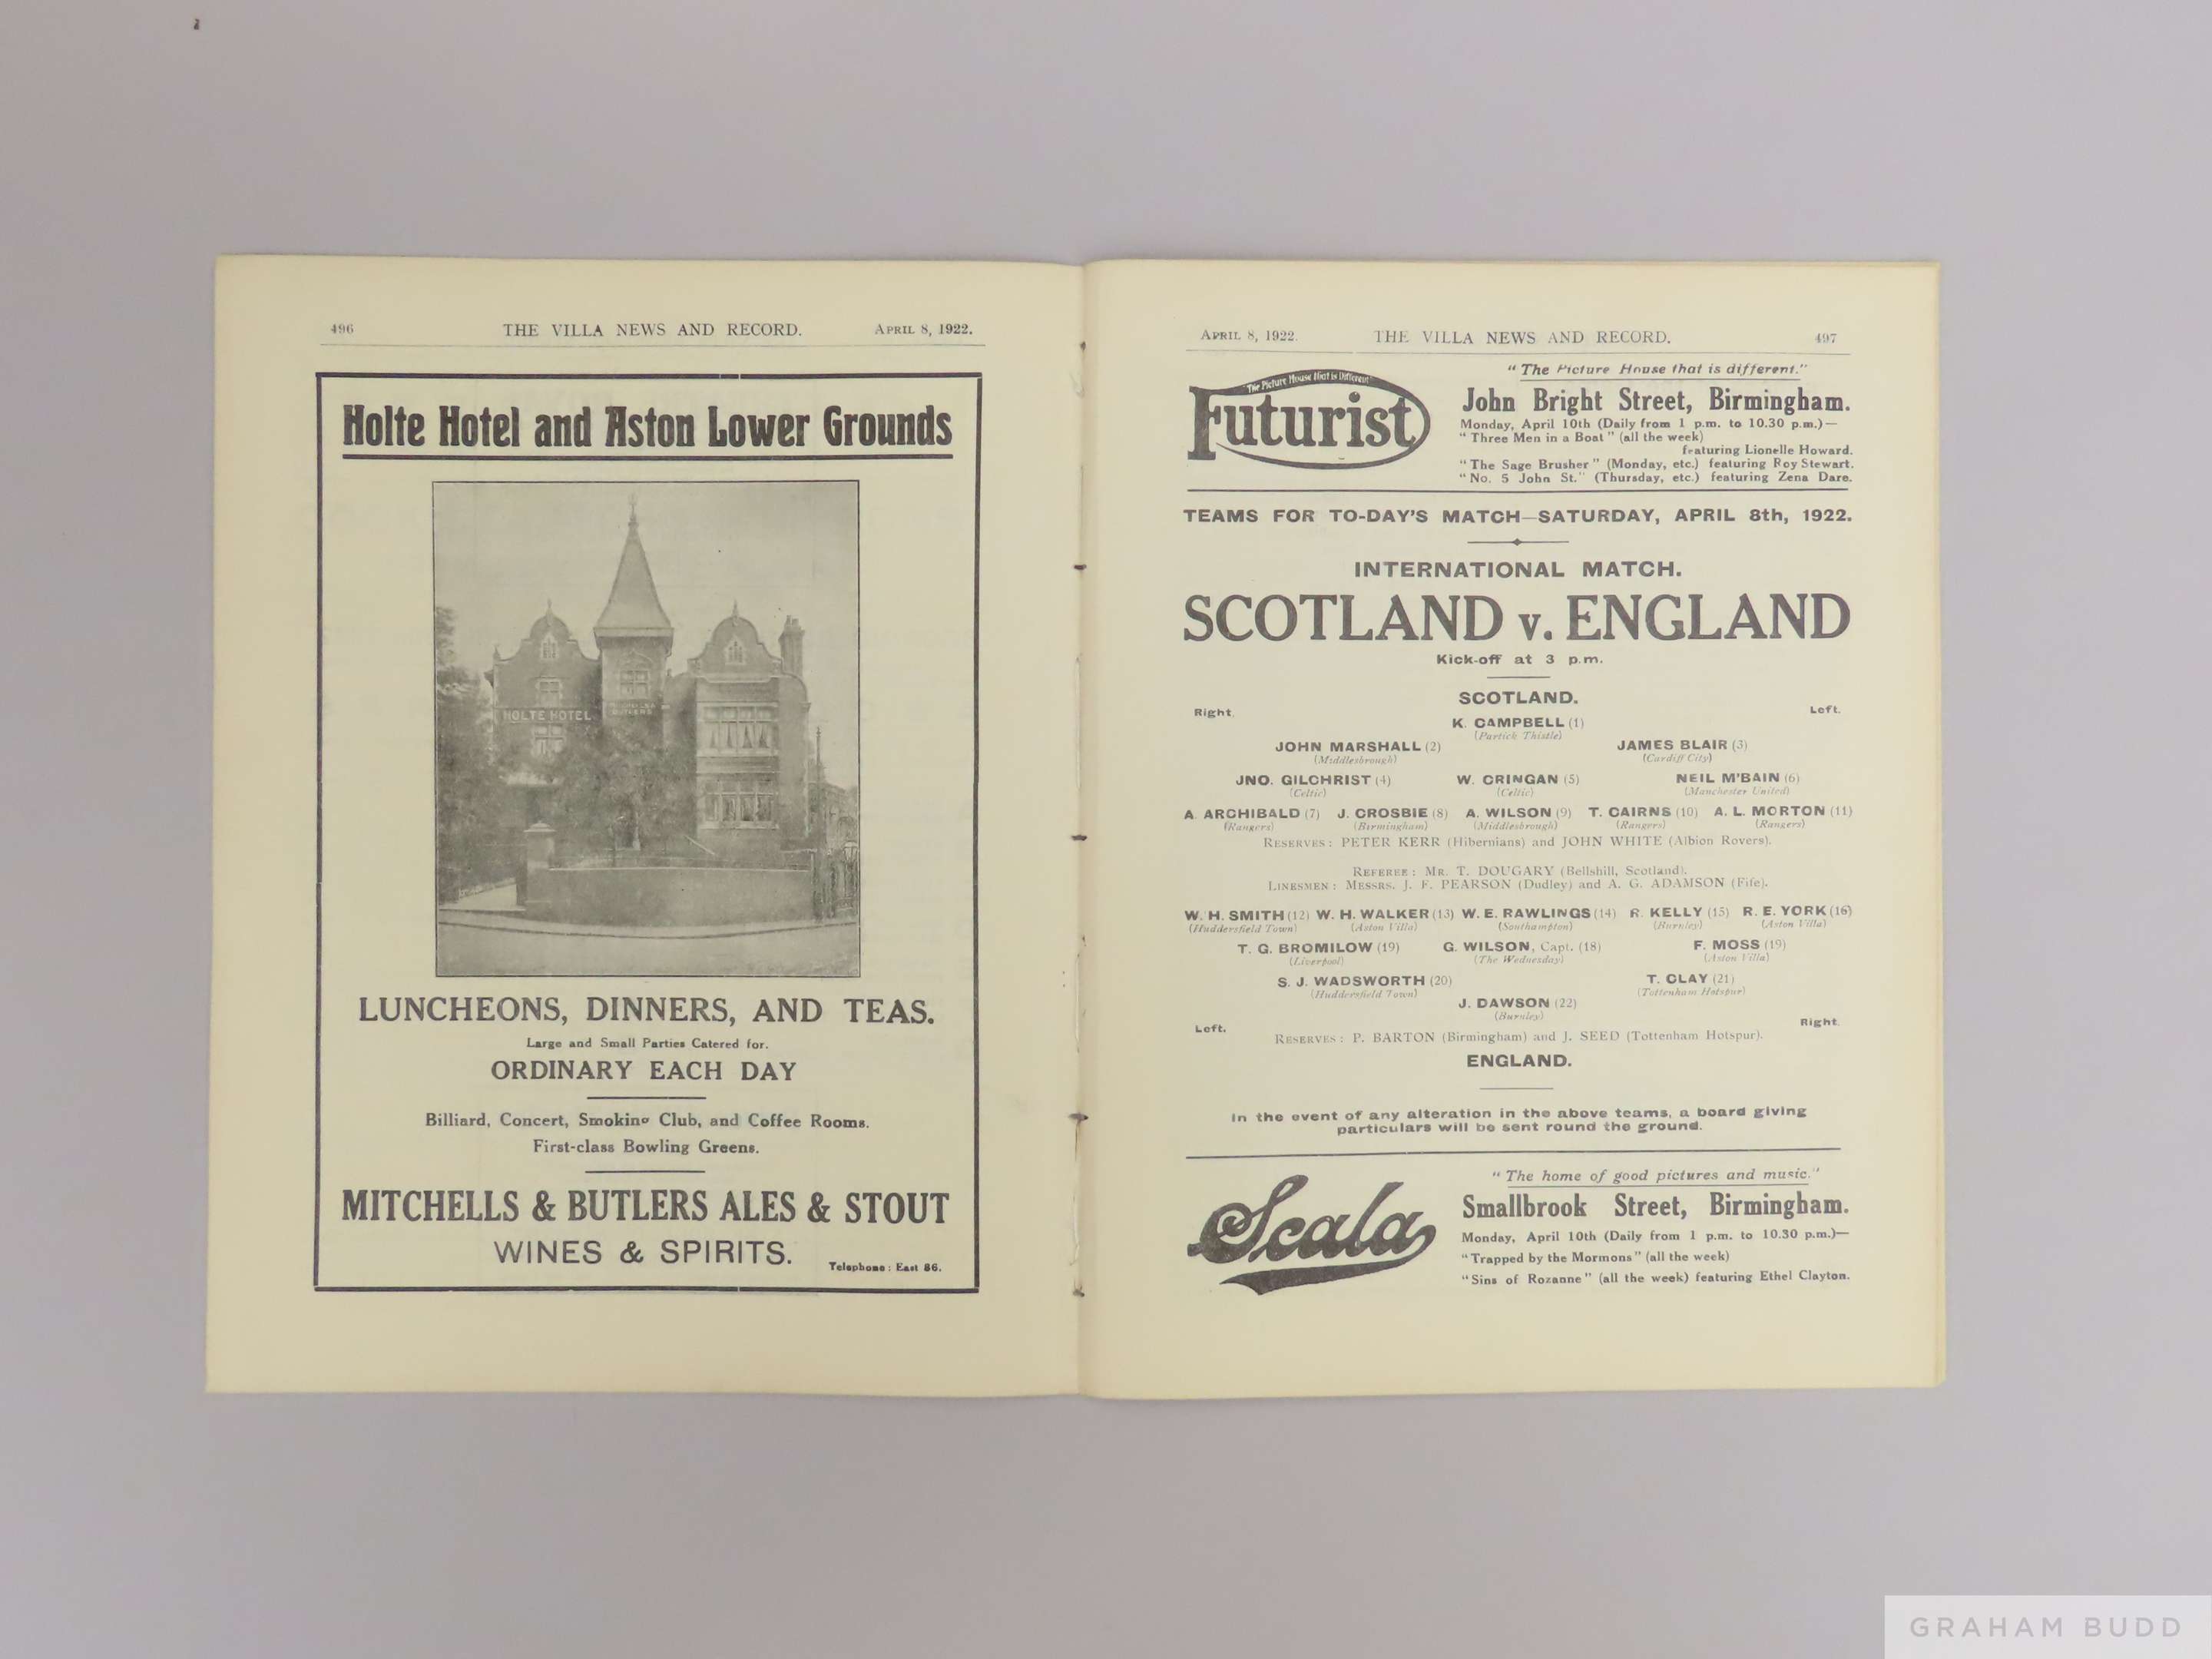 496 THE VILLA NEWS AND RECORD. APRIL 8, 1922.
Holte Hotel and Aston Lower Grounds
HOLTE HOTEL
LUNCHEONS, DINNERS, AND TEAS.
Large and Small Parties Catered for.
ORDINARY EACH DAY
Billiard, Concert, Smoking Club, and Coffee Rooms.
First-class Bowling Greens.
MITCHELLS & BUTLERS ALES & STOUT
WINES & SPIRITS.
Telephone : East 86.
APRIL 8, 1922. THE VILLA NEWS AND RECORD. 497
The Picture House that is Different
Futurist
"The Picture House that is different."
John Bright Street, Birmingham.
Monday, April 10th (Daily from 1 p.m. to 10.30 p.m.)—
"Three Men in a Boat" (all the week)
featuring Lionelle Howard.
"The Sage Brusher" (Monday, etc.) featuring Roy Stewart.
"No. 5 John St." (Thursday, etc.) featuring Zena Dare.
TEAMS FOR TO-DAY'S MATCH—SATURDAY, APRIL 8th, 1922.
INTERNATIONAL MATCH.
SCOTLAND v. ENGLAND
Kick-off at 3 p.m.
SCOTLAND.
Right. Left.
K. CAMPBELL (1)
(Partick Thistle)
JOHN MARSHALL (2) JAMES BLAIR (3)
(Middlesbrough) (Cardiff City)
JNO. GILCHRIST (4) W. CRINGAN (5) NEIL M'BAIN (6)
(Celtic) (Celtic) (Manchester United)
A. ARCHIBALD (7) J. CROSBIE (8) A. WILSON (9) T. CAIRNS (10) A. L. MORTON (11)
(Rangers) (Birmingham) (Middlesbrough) (Rangers) (Rangers)
RESERVES : PETER KERR (Hibernians) and JOHN WHITE (Albion Rovers).
REFEREE : MR. T. DOUGARY (Bellshill, Scotland).
LINESMEN : MESSRS. J. F. PEARSON (Dudley) and A. G. ADAMSON (Fife).
W. H. SMITH (12) W. H. WALKER (13) W. E. RAWLINGS (14) R. KELLY (15) R. E. YORK (16)
(Huddersfield Town) (Aston Villa) (Southampton) (Burnley) (Aston Villa)
T. G. BROMILOW (19) G. WILSON, Capt. (18) F. MOSS (19)
(Liverpool) (The Wednesday) (Aston Villa)
S. J. WADSWORTH (20) T. CLAY (21)
(Huddersfield Town) (Tottenham Hotspur)
J. DAWSON (22)
(Burnley)
Left. Right.
RESERVES : P. BARTON (Birmingham) and J. SEED (Tottenham Hotspur).
ENGLAND.
In the event of any alteration in the above teams, a board giving
particulars will be sent round the ground.
Scala
"The home of good pictures and music."
Smallbrook Street, Birmingham.
Monday, April 10th (Daily from 1 p.m. to 10.30 p.m.)—
"Trapped by the Mormons" (all the week)
"Sins of Rozanne" (all the week) featuring Ethel Clayton.
GRAHAM BUDD